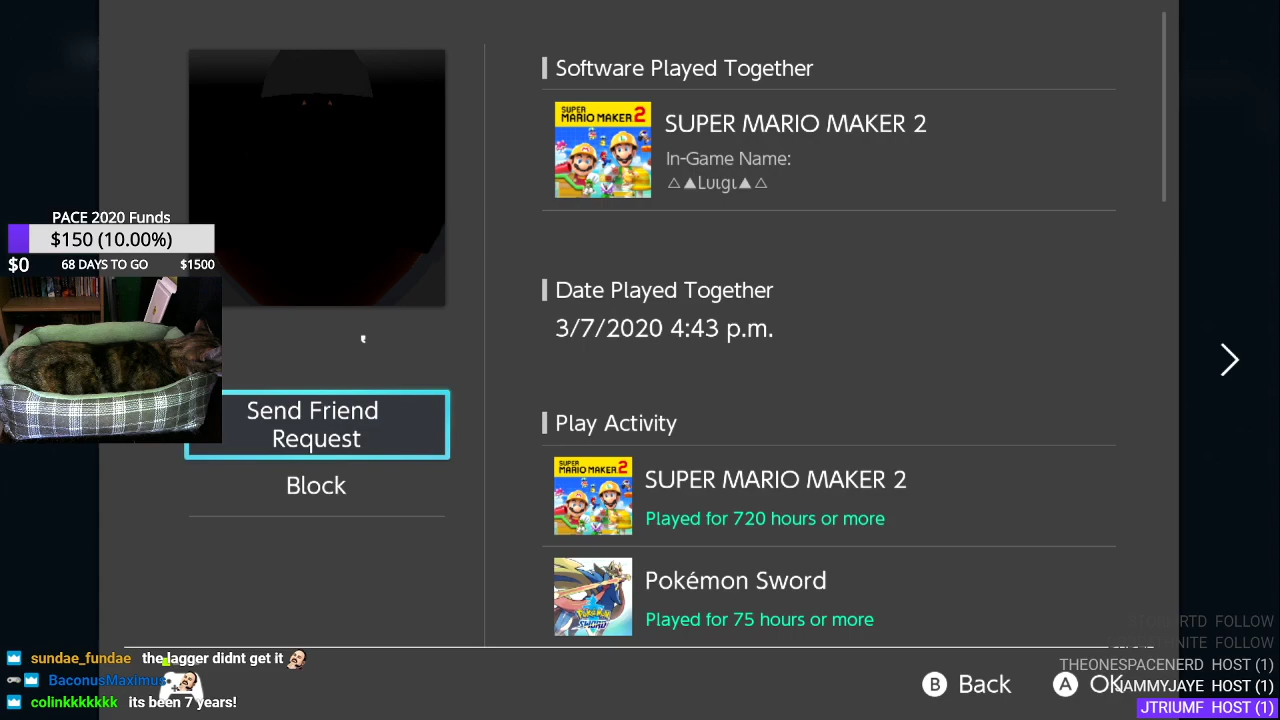 Software Played Together
SUPER MARIO MAKER 2
SUPER MARIO MAKER 2
In-Game Name:
△▲Luıgı▲△
PACE 2020 Funds
$150 (10.00%)
$0 68 DAYS TO GO $1500
Date Played Together
3/7/2020 4:43 p.m.
Send Friend
Request
Block
Play Activity
SUPER MARIO MAKER 2
SUPER MARIO MAKER 2
Played for 720 hours or more
Pokémon SWORD
Pokémon Sword
Played for 75 hours or more
FOLLOW
FOLLOW
THEONESPACENERD HOST (1)
JAMMYJAYE HOST (1)
JTRIUMF HOST (1)
sundae_fundae the lagger didnt get it
BaconusMaximus
colinkkkkkkk its been 7 years!
B Back
A OK